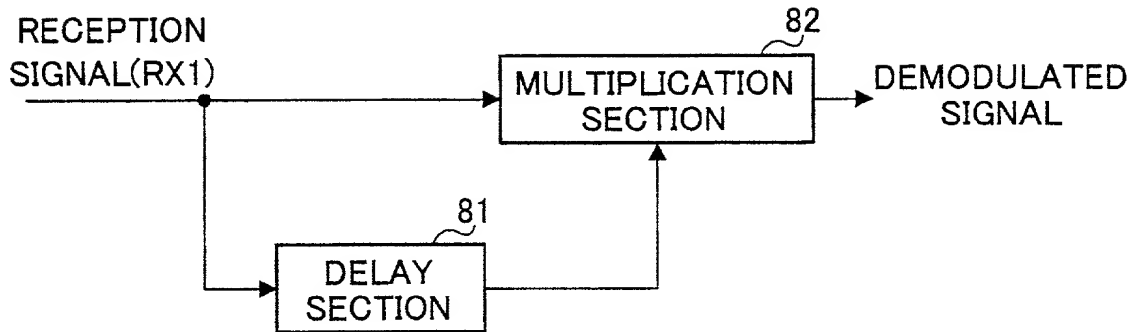 RECEPTION
SIGNAL(RX1)
82
MULTIPLICATION
SECTION
DEMODULATED
SIGNAL
81
DELAY
SECTION